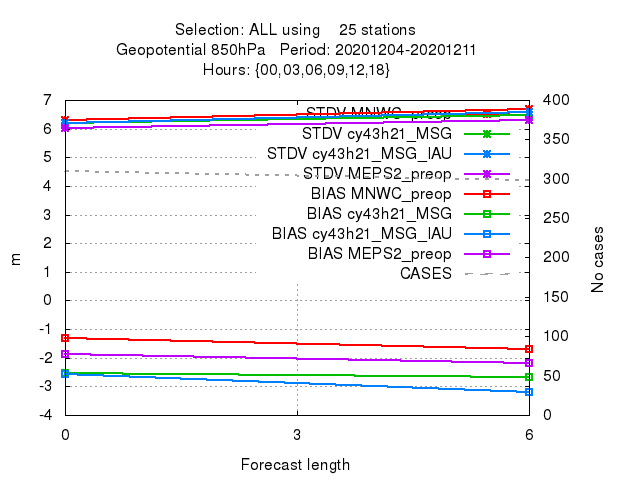 Selection: ALL using    25 stations
Geopotential 850hPa   Period: 20201204-20201211
Hours: {00,03,06,09,12,18}
7
400
STDV MNWC_preop
6
350
STDV cy43h21_MSG
STDV cy43h21_MSG_IAU
5
STDV MEPS2_preop
300
4
BIAS MNWC_preop
3
250
BIAS cy43h21_MSG
BIAS cy43h21_MSG_IAU
2
200
BIAS MEPS2_preop
m
No cases
1
CASES
150
0
-1
100
-2
50
-3
-4
0
0
3
6
Forecast length